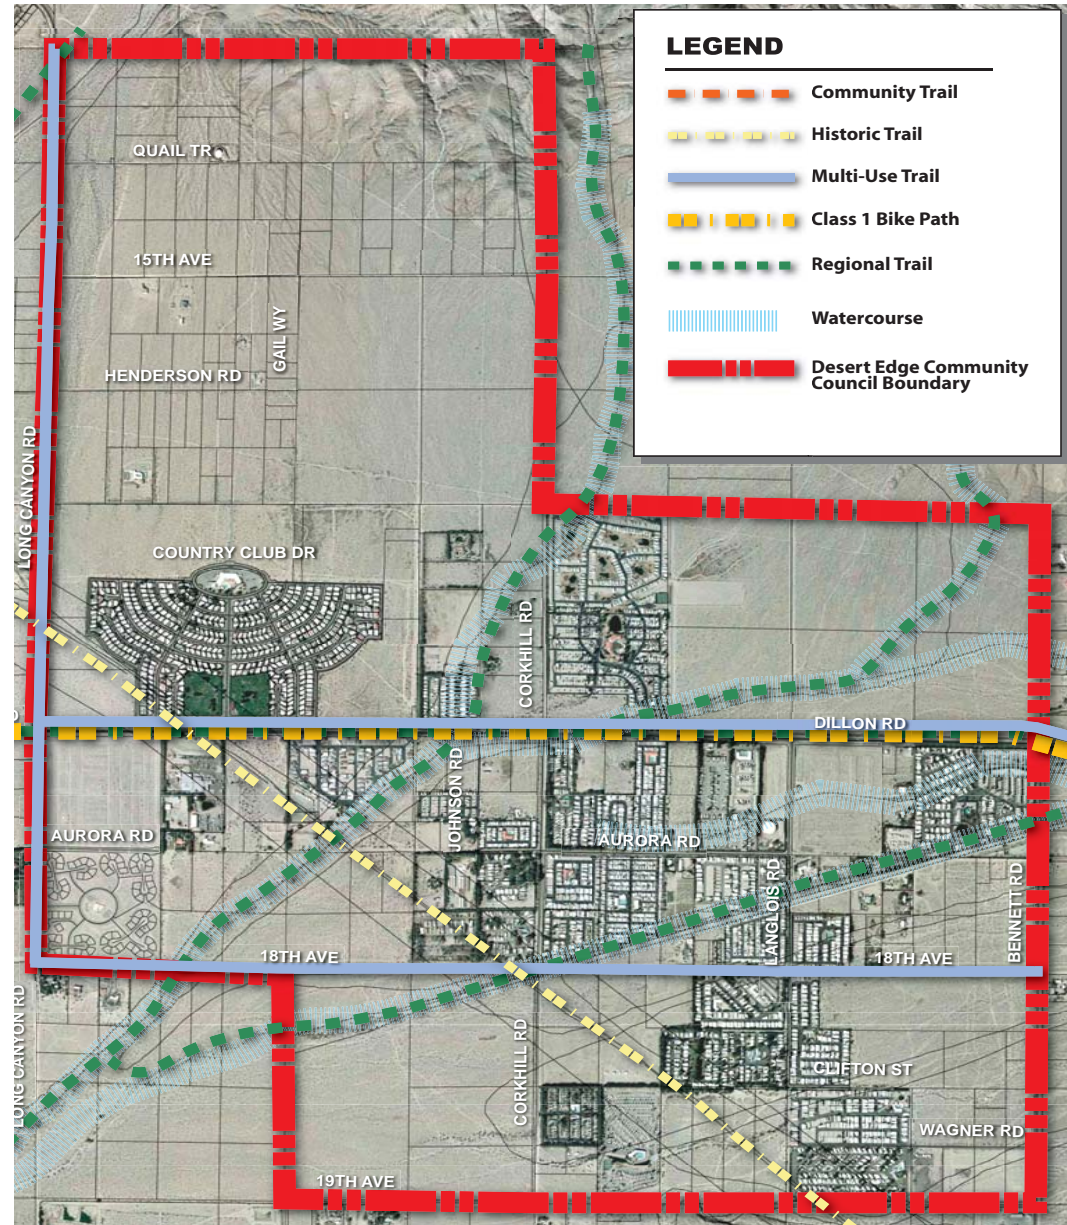 LEGEND
Community Trail
Historic Trail
Multi-Use Trail
Class 1 Bike Path
Regional Trail
Watercourse
Desert Edge Community
Council Boundary
QUAIL TR
15TH AVE
GAIL WY
HENDERSON RD
LONG CANYON RD
COUNTRY CLUB DR
CORKHILL RD
DILLON RD
JOHNSON RD
AURORA RD
AURORA RD
LANGLOIS RD
BENNETT RD
18TH AVE
18TH AVE
LONG CANYON RD
CORKHILL RD
CLIFTON ST
WAGNER RD
19TH AVE